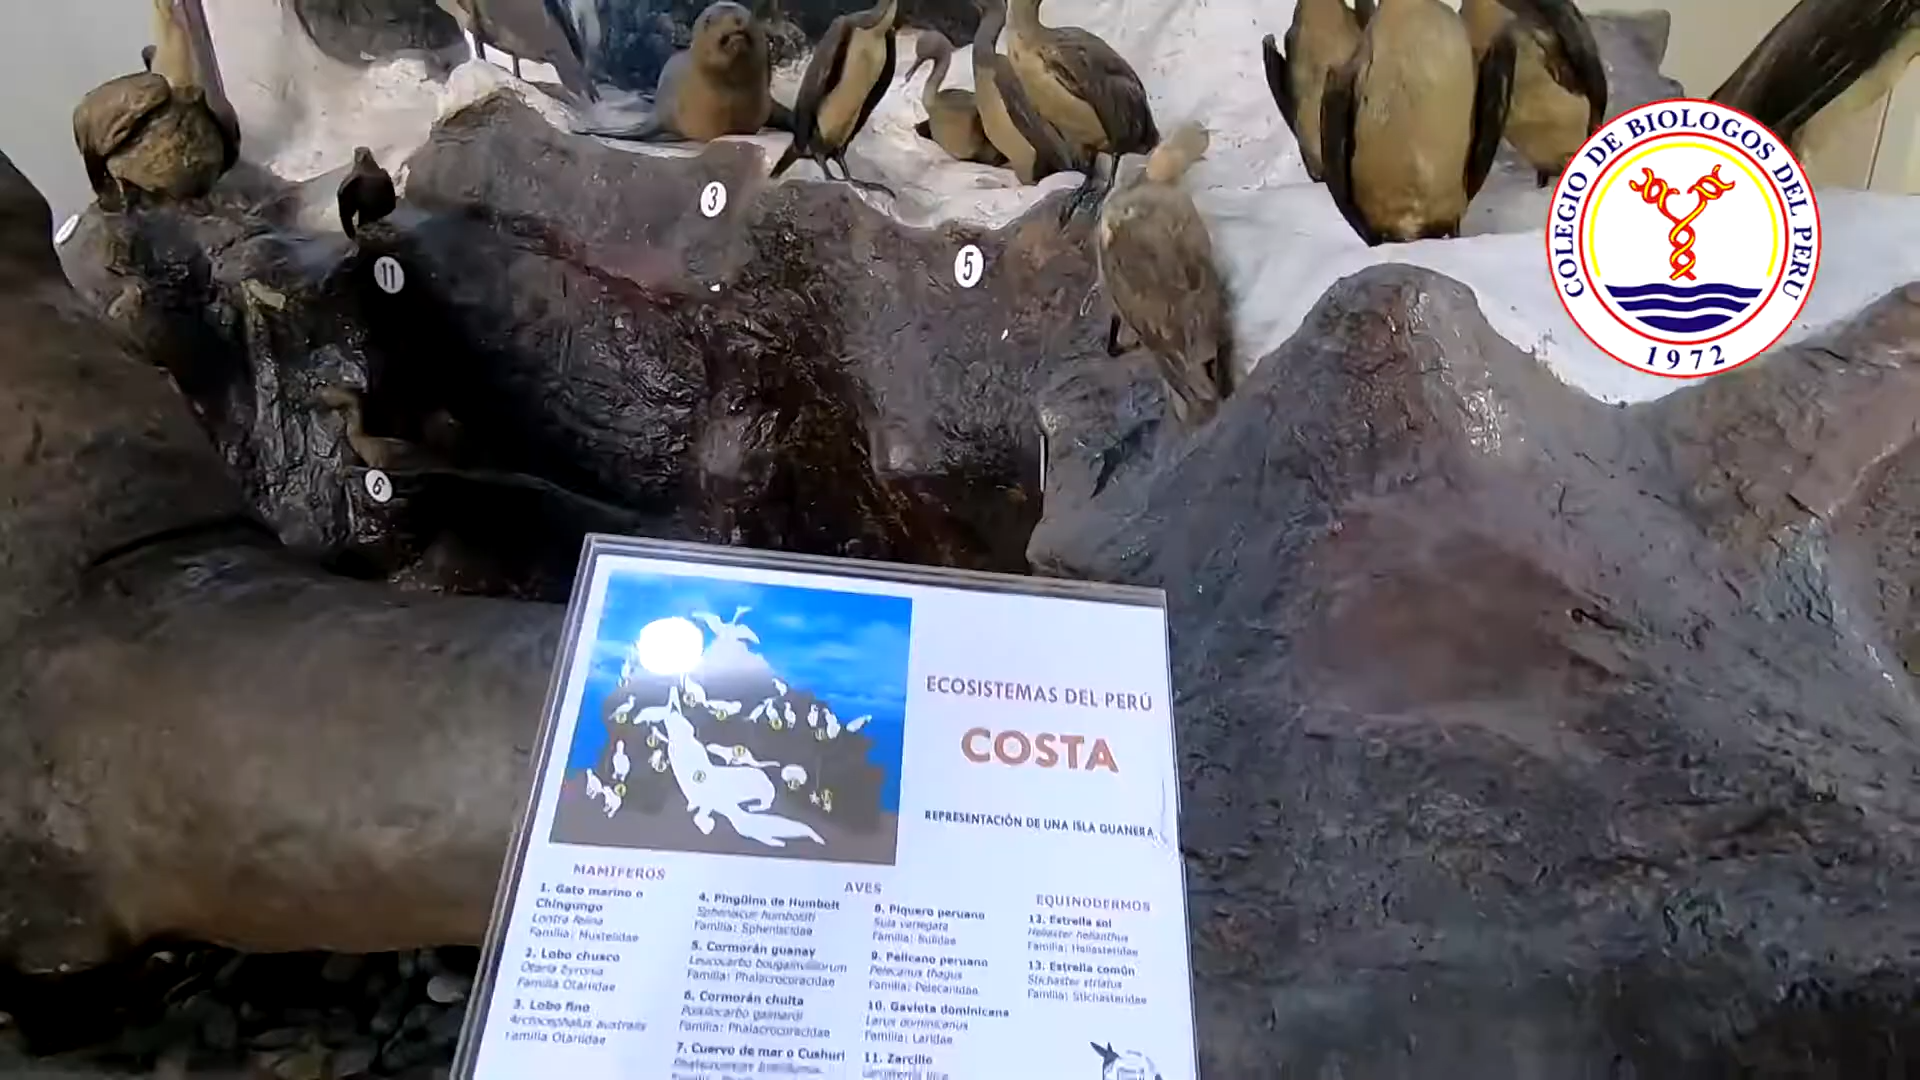 3
11
5
6
COLEGIO DE BIOLOGOS DEL PERU
1972
ECOSISTEMAS DEL PERÚ
COSTA
REPRESENTACIÓN DE UNA ISLA GUANERA
MAMÍFEROS
1. Gato marino o
Chingungo
Lontra felina
Familia: Mustelidae
2. Lobo chusco
Otaria byronia
Familia Otariidae
3. Lobo fino
Arctocephalus australis
Familia Otariidae
AVES
4. Pingüino de Humbolt
Spheniscus humboldti
Familia: Spheniscidae
5. Cormorán guanay
Leucocarbo bougainvilliorum
Familia: Phalacrocoracidae
6. Cormorán chuita
Poikilocarbo gaimardi
Familia: Phalacrocoracidae
7. Cuervo de mar o Cushuri
8. Piquero peruano
Sula variegata
Familia: Sulidae
9. Pelícano peruano
Pelecanus thagus
Familia: Pelecanidae
10. Gaviota dominicana
Larus dominicanus
Familia: Laridae
11. Zarcillo
EQUINODERMOS
12. Estrella sol
Heliaster helianthus
Familia: Heliasteridae
13. Estrella común
Stichaster striatus
Familia: Stichasteridae